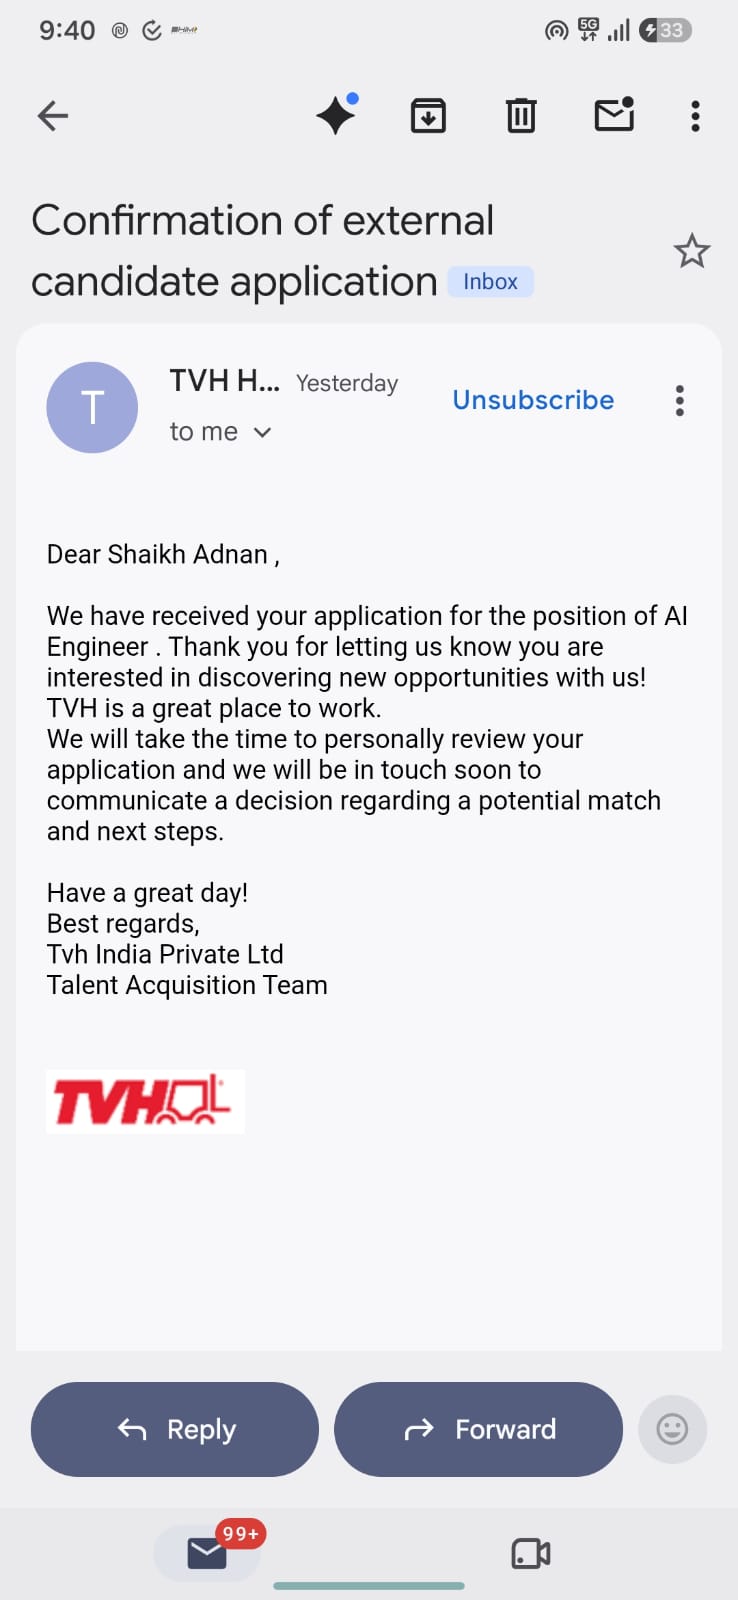 9:40
5G
33
Confirmation of external
candidate application Inbox
T
TVH H... Yesterday
Unsubscribe
to me
Dear Shaikh Adnan ,
We have received your application for the position of AI
Engineer . Thank you for letting us know you are
interested in discovering new opportunities with us!
TVH is a great place to work.
We will take the time to personally review your
application and we will be in touch soon to
communicate a decision regarding a potential match
and next steps.
Have a great day!
Best regards,
Tvh India Private Ltd
Talent Acquisition Team
TVH
Reply
Forward
99+